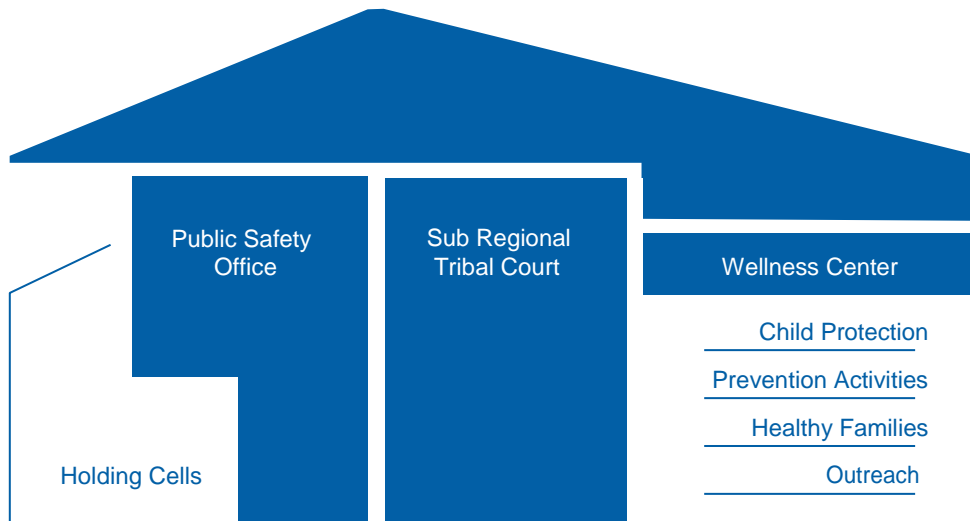 Public Safety
Office
Sub Regional
Tribal Court
Wellness Center
Child Protection
Prevention Activities
Healthy Families
Outreach
Holding Cells